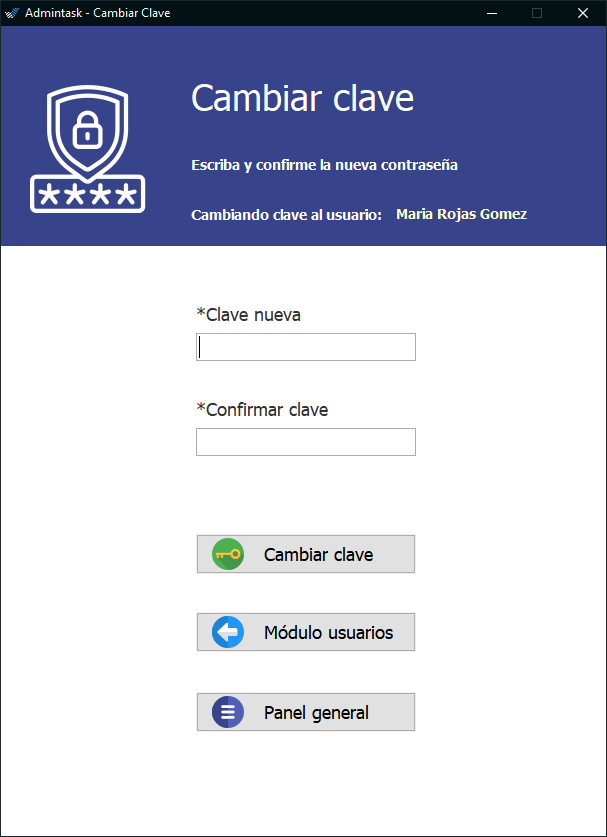 Admintask - Cambiar Clave
Cambiar clave
Escriba y confirme la nueva contraseña
Cambiando clave al usuario: Maria Rojas Gomez
*Clave nueva
*Confirmar clave
Cambiar clave
Módulo usuarios
Panel general